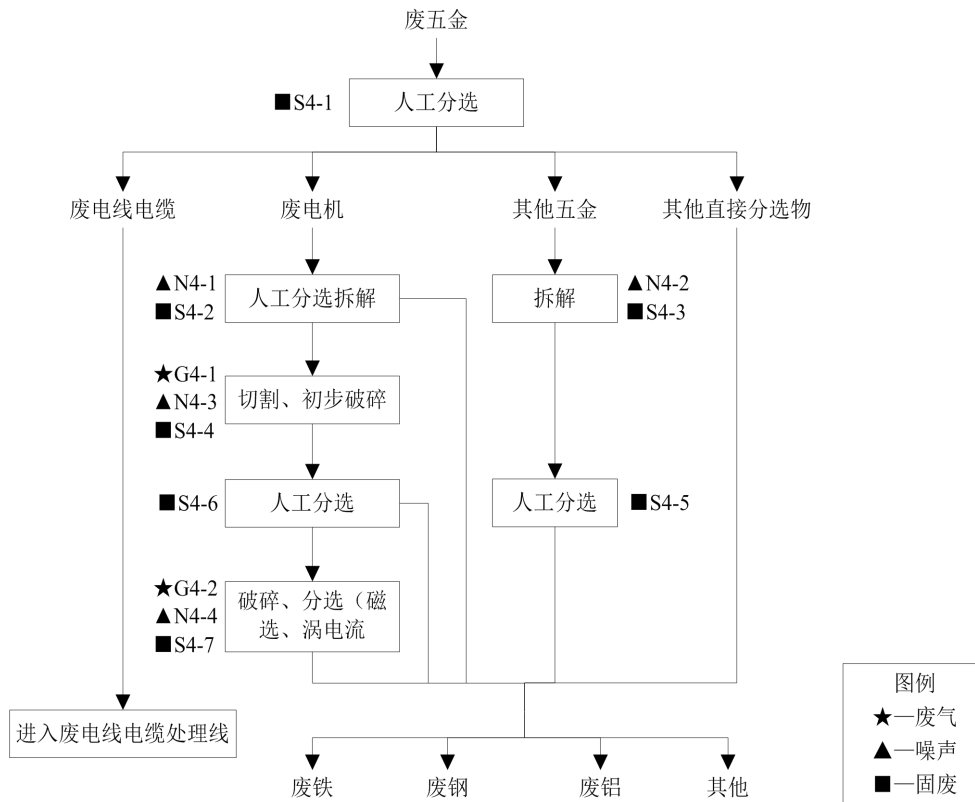 废五金
■S4-1
人工分选
废电线电缆
废电机
其他五金
其他直接分选物
▲N4-1
■S4-2
人工分选拆解
拆解
▲N4-2
■S4-3
★G4-1
▲N4-3
■S4-4
切割、初步破碎
■S4-6
人工分选
人工分选
■S4-5
★G4-2
▲N4-4
■S4-7
破碎、分选（磁
选、涡电流
进入废电线电缆处理线
废铁
废钢
废铝
其他
图例
★—废气
▲—噪声
■—固废